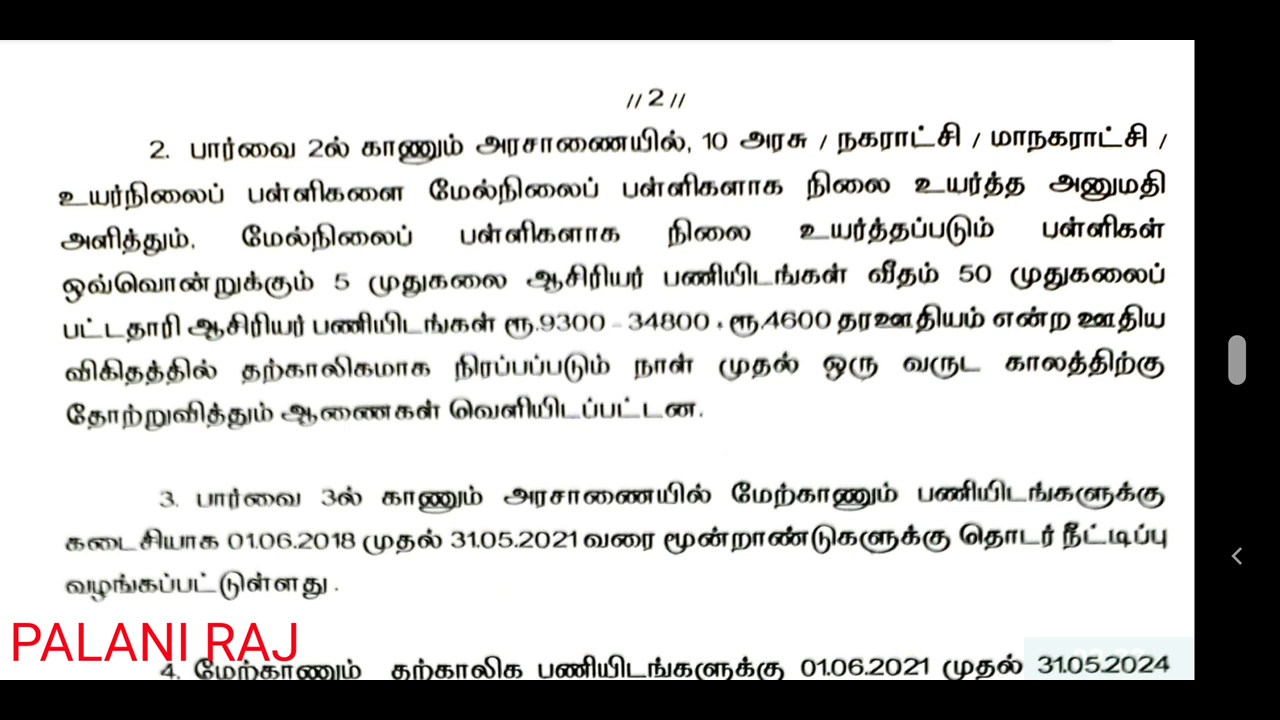 // 2 //
2. பார்வை 2ல் காணும் அரசாணையில், 10 அரசு / நகராட்சி / மாநகராட்சி /
உயர்நிலைப் பள்ளிகளை மேல்நிலைப் பள்ளிகளாக நிலை உயர்த்த அனுமதி
அளித்தும், மேல்நிலைப் பள்ளிகளாக நிலை உயர்த்தப்படும் பள்ளிகள்
ஒவ்வொன்றுக்கும் 5 முதுகலை ஆசிரியர் பணியிடங்கள் வீதம் 50 முதுகலைப்
பட்டதாரி ஆசிரியர் பணியிடங்கள் ரூ.9300 - 34800 + ரூ.4600 தரஊதியம் என்ற ஊதிய
விகிதத்தில் தற்காலிகமாக நிரப்பப்படும் நாள் முதல் ஒரு வருட காலத்திற்கு
தோற்றுவித்தும் ஆணைகள் வெளியிடப்பட்டன.
3. பார்வை 3ல் காணும் அரசாணையில் மேற்காணும் பணியிடங்களுக்கு
கடைசியாக 01.06.2018 முதல் 31.05.2021 வரை மூன்றாண்டுகளுக்கு தொடர் நீட்டிப்பு
வழங்கப்பட்டுள்ளது.
4. மேற்காணும் தற்காலிக பணியிடங்களுக்கு 01.06.2021 முதல் 31.05.2024
PALANI RAJ